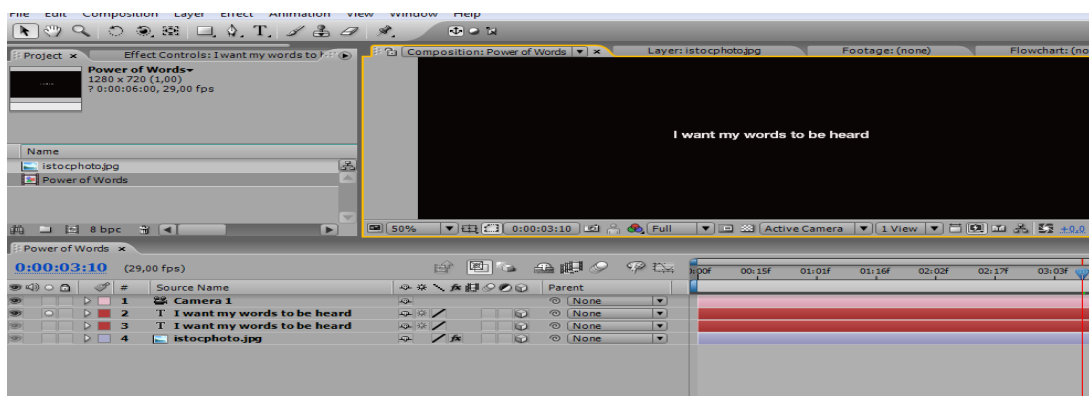 File Edit Composition Layer Effect Animation View Window Help
Project × Effect Controls: I want my words to
Composition: Power of Words × Layer: istocphoto.jpg Footage: (none) Flowchart: (no
Power of Words
1280 x 720 (1,00)
? 0:00:06:00, 29,00 fps
I want my words to be heard
Name
istocphoto.jpg
Power of Words
8 bpc
50% 0:00:03:10 Full Active Camera 1 View +0,0
Power of Words ×
0:00:03:10 (29,00 fps)
):00f 00:15f 01:01f 01:16f 02:02f 02:17f 03:03f
# Source Name Parent
1 Camera 1 None
2 T I want my words to be heard None
3 T I want my words to be heard None
4 istocphoto.jpg None